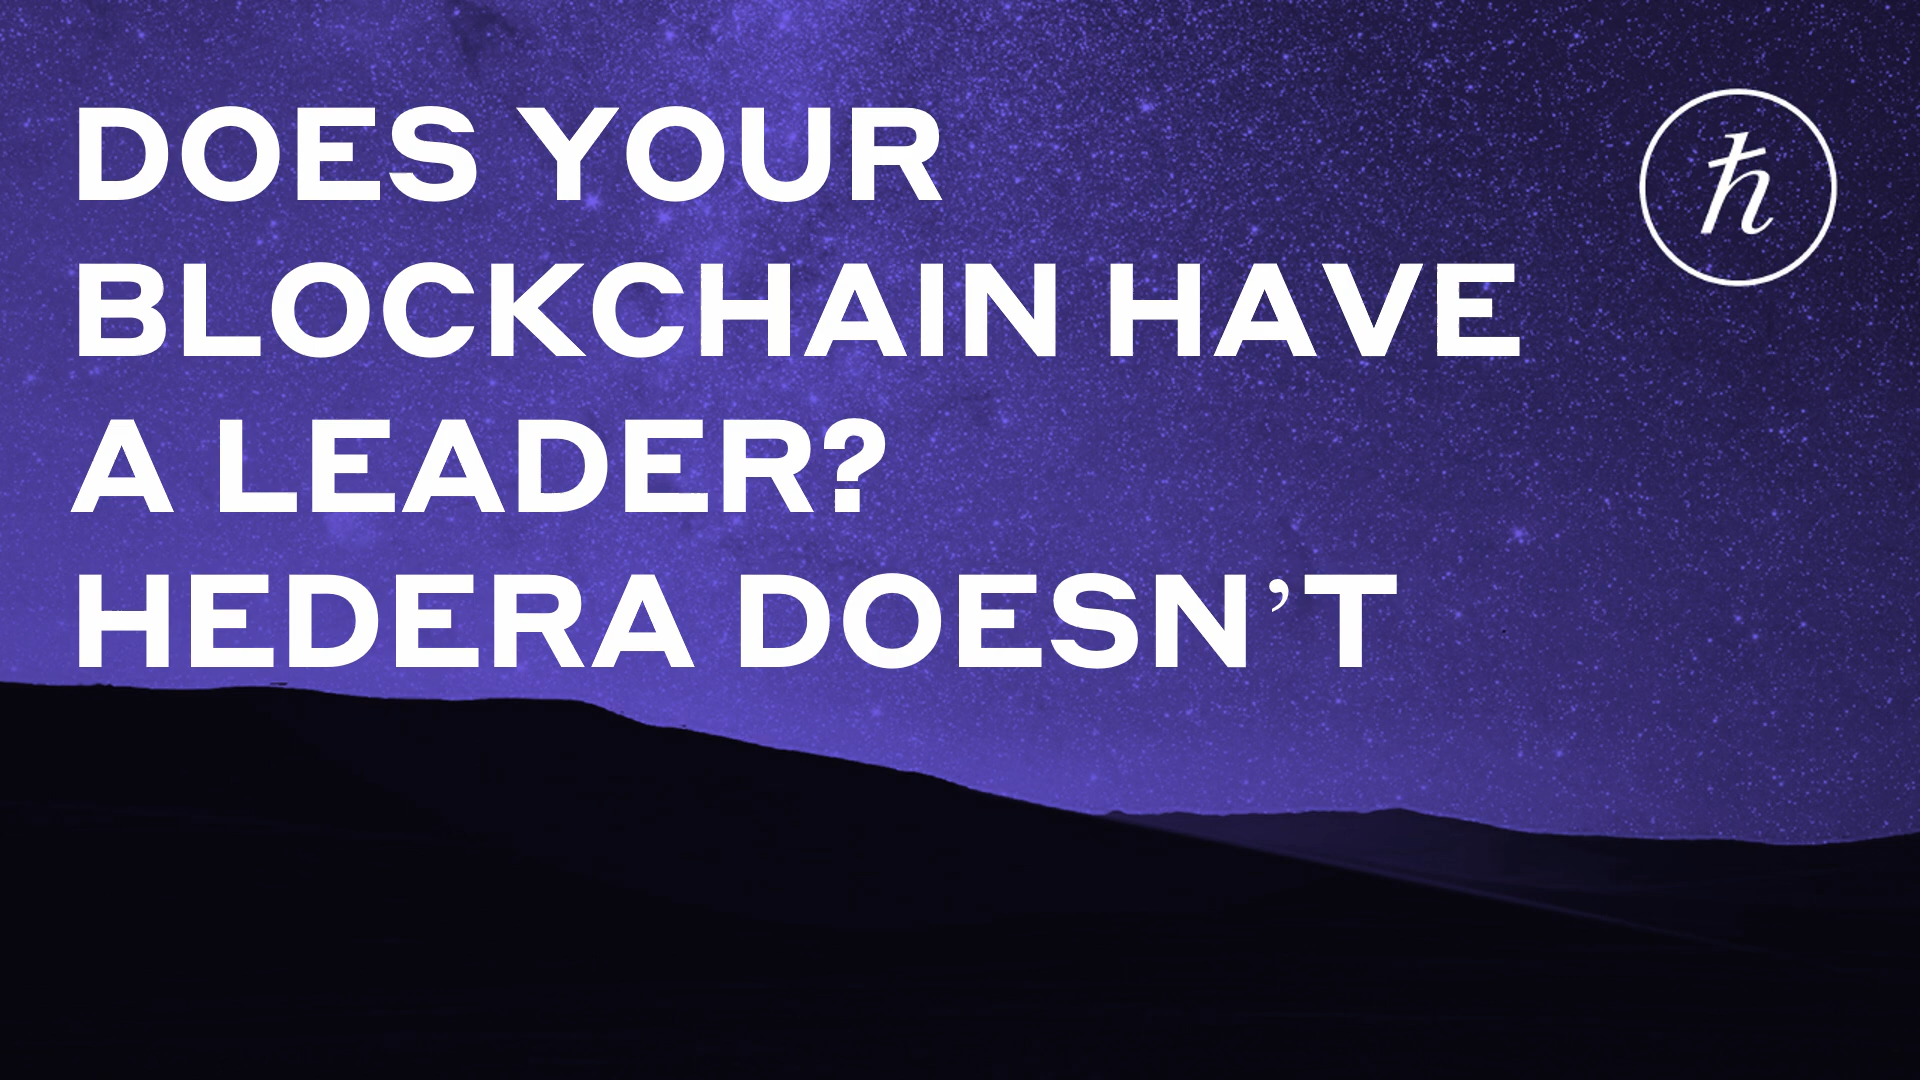 DOES YOUR
BLOCKCHAIN HAVE
A LEADER?
HEDERA DOESN’T
ℏ